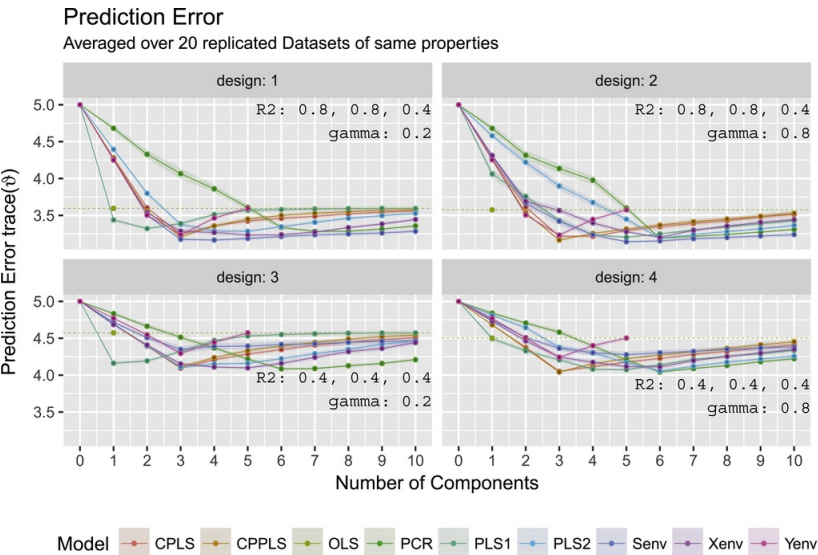 Prediction Error
Averaged over 20 replicated Datasets of same properties
Prediction Error trace(ϑ)
design: 1
design: 2
5.0
4.5
4.0
3.5
R2: 0.8, 0.8, 0.4
gamma: 0.2
R2: 0.8, 0.8, 0.4
gamma: 0.8
design: 3
design: 4
5.0
4.5
4.0
3.5
R2: 0.4, 0.4, 0.4
gamma: 0.2
R2: 0.4, 0.4, 0.4
gamma: 0.8
0 1 2 3 4 5 6 7 8 9 10 0 1 2 3 4 5 6 7 8 9 10
Number of Components
Model CPLS CPPLS OLS PCR PLS1 PLS2 Senv Xenv Yenv